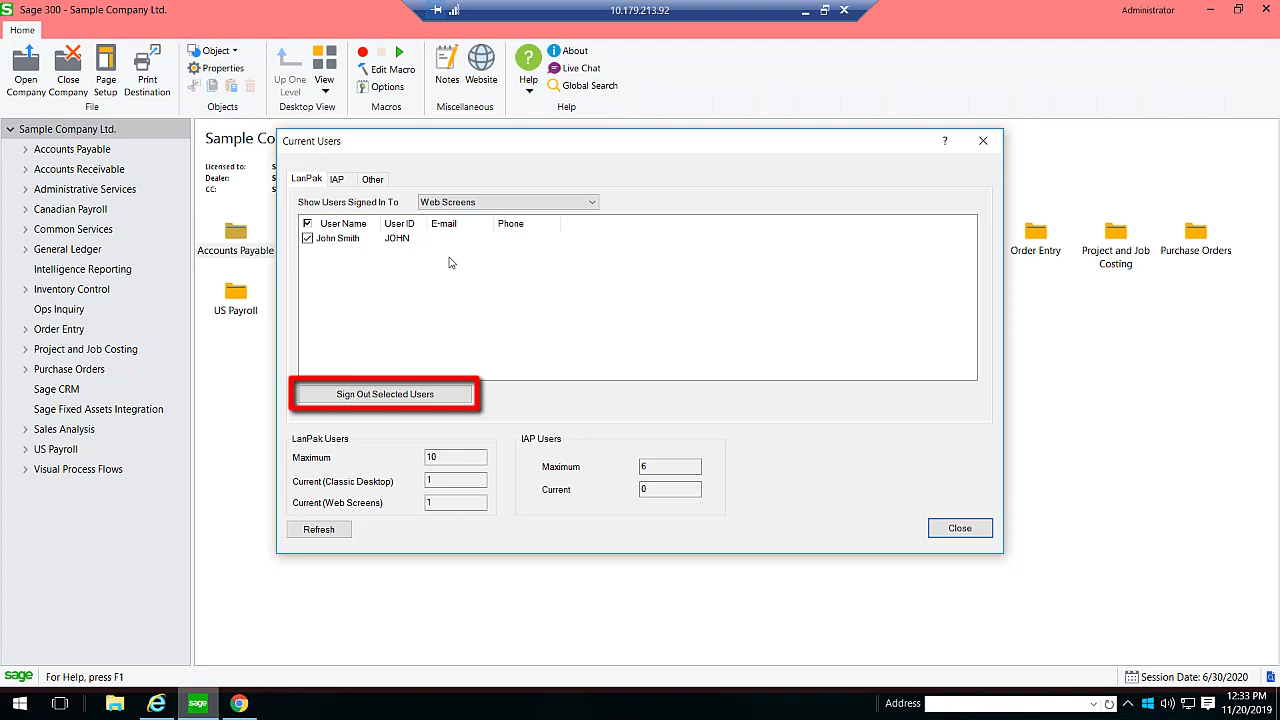 Sage 300 - Sample Company Ltd.
10.179.213.92
Administrator
Home
Open Company
Close Company
Page Setup
Print Destination
File
Object
Properties
Objects
Up One Level
View
Desktop View
Edit Macro
Options
Macros
Notes
Website
Miscellaneous
Help
About
Live Chat
Global Search
Help
Sample Company Ltd.
Accounts Payable
Accounts Receivable
Administrative Services
Canadian Payroll
Common Services
General Ledger
Intelligence Reporting
Inventory Control
Ops Inquiry
Order Entry
Project and Job Costing
Purchase Orders
Sage CRM
Sage Fixed Assets Integration
Sales Analysis
US Payroll
Visual Process Flows
Sample Co
Licensed to: S
Dealer: S
CC: S
Accounts Payable
US Payroll
Order Entry
Project and Job Costing
Purchase Orders
Current Users
?
LanPak IAP Other
Show Users Signed In To Web Screens
User Name User ID E-mail Phone
John Smith JOHN
Sign Out Selected Users
LanPak Users
Maximum 10
Current (Classic Desktop) 1
Current (Web Screens) 1
IAP Users
Maximum 6
Current 0
Refresh
Close
sage For Help, press F1
Session Date: 6/30/2020
sage
Address
12:33 PM
11/20/2019